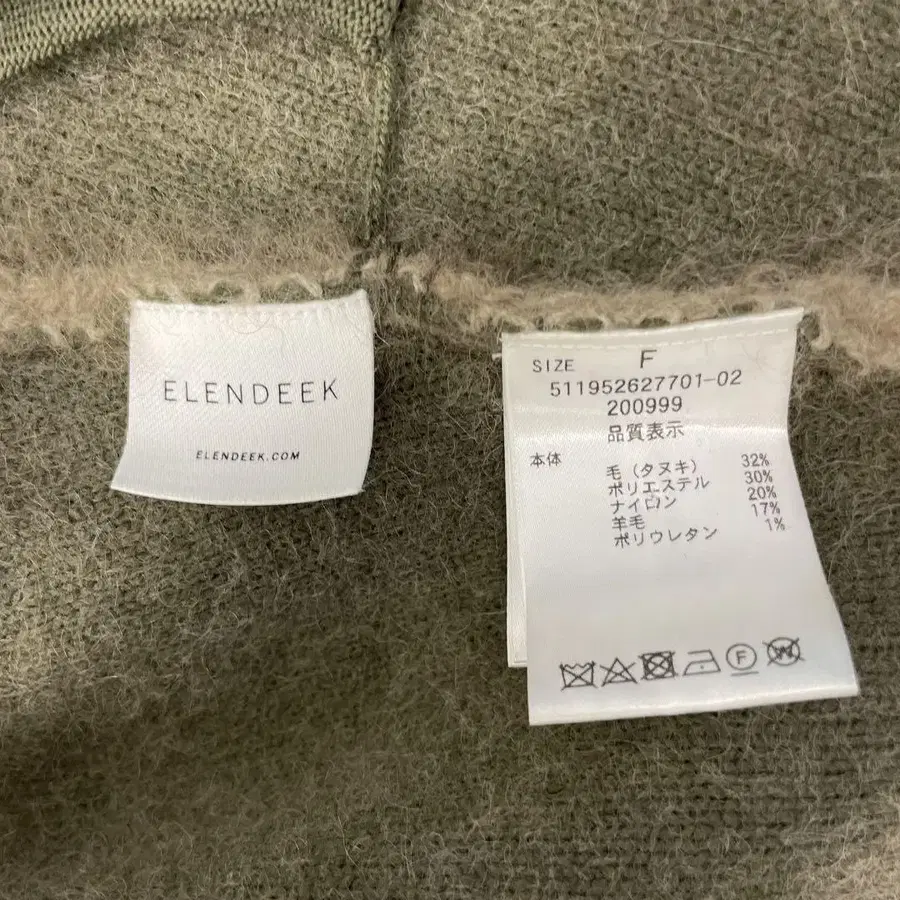 ELENDEEK
ELENDEEK.COM
SIZE F
511952627701-02
200999
品質表示
本体
毛（タヌキ） 32%
ポリエステル 30%
ナイロン 20%
羊毛 17%
ポリウレタン 1%
F
W